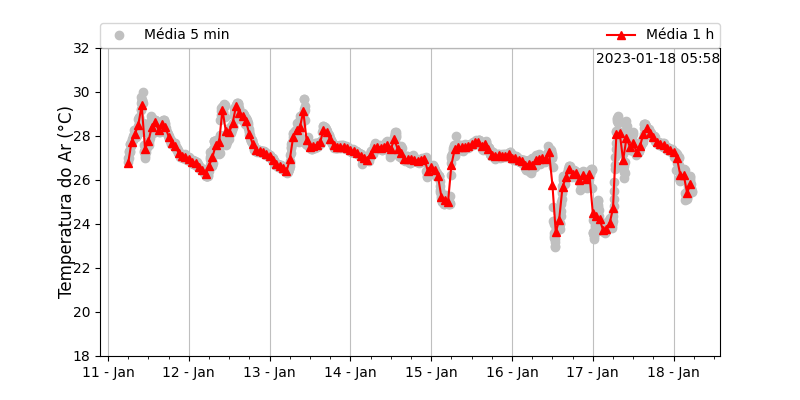 Média 5 min
Média 1 h
2023-01-18 05:58
Temperatura do Ar (°C)
32
30
28
26
24
22
20
18
11 - Jan
12 - Jan
13 - Jan
14 - Jan
15 - Jan
16 - Jan
17 - Jan
18 - Jan